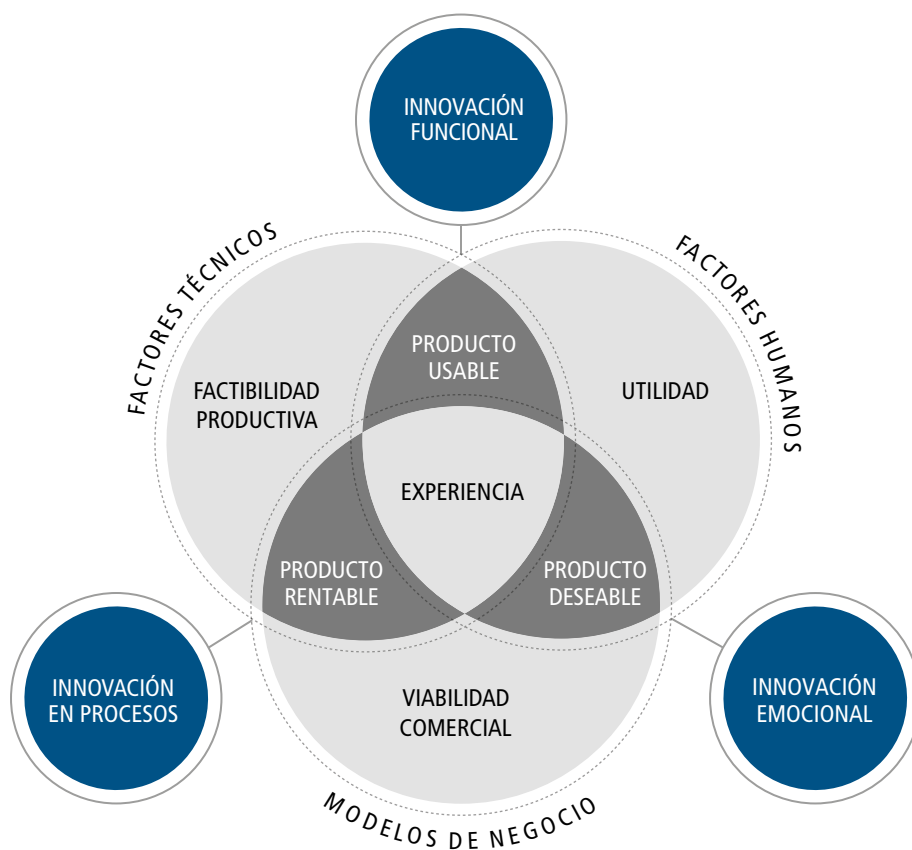 INNOVACIÓN
FUNCIONAL
FACTORES TÉCNICOS
FACTORES HUMANOS
PRODUCTO
USABLE
FACTIBILIDAD
PRODUCTIVA
UTILIDAD
EXPERIENCIA
PRODUCTO
RENTABLE
PRODUCTO
DESEABLE
INNOVACIÓN
EN PROCESOS
VIABILIDAD
COMERCIAL
INNOVACIÓN
EMOCIONAL
MODELOS DE NEGOCIO